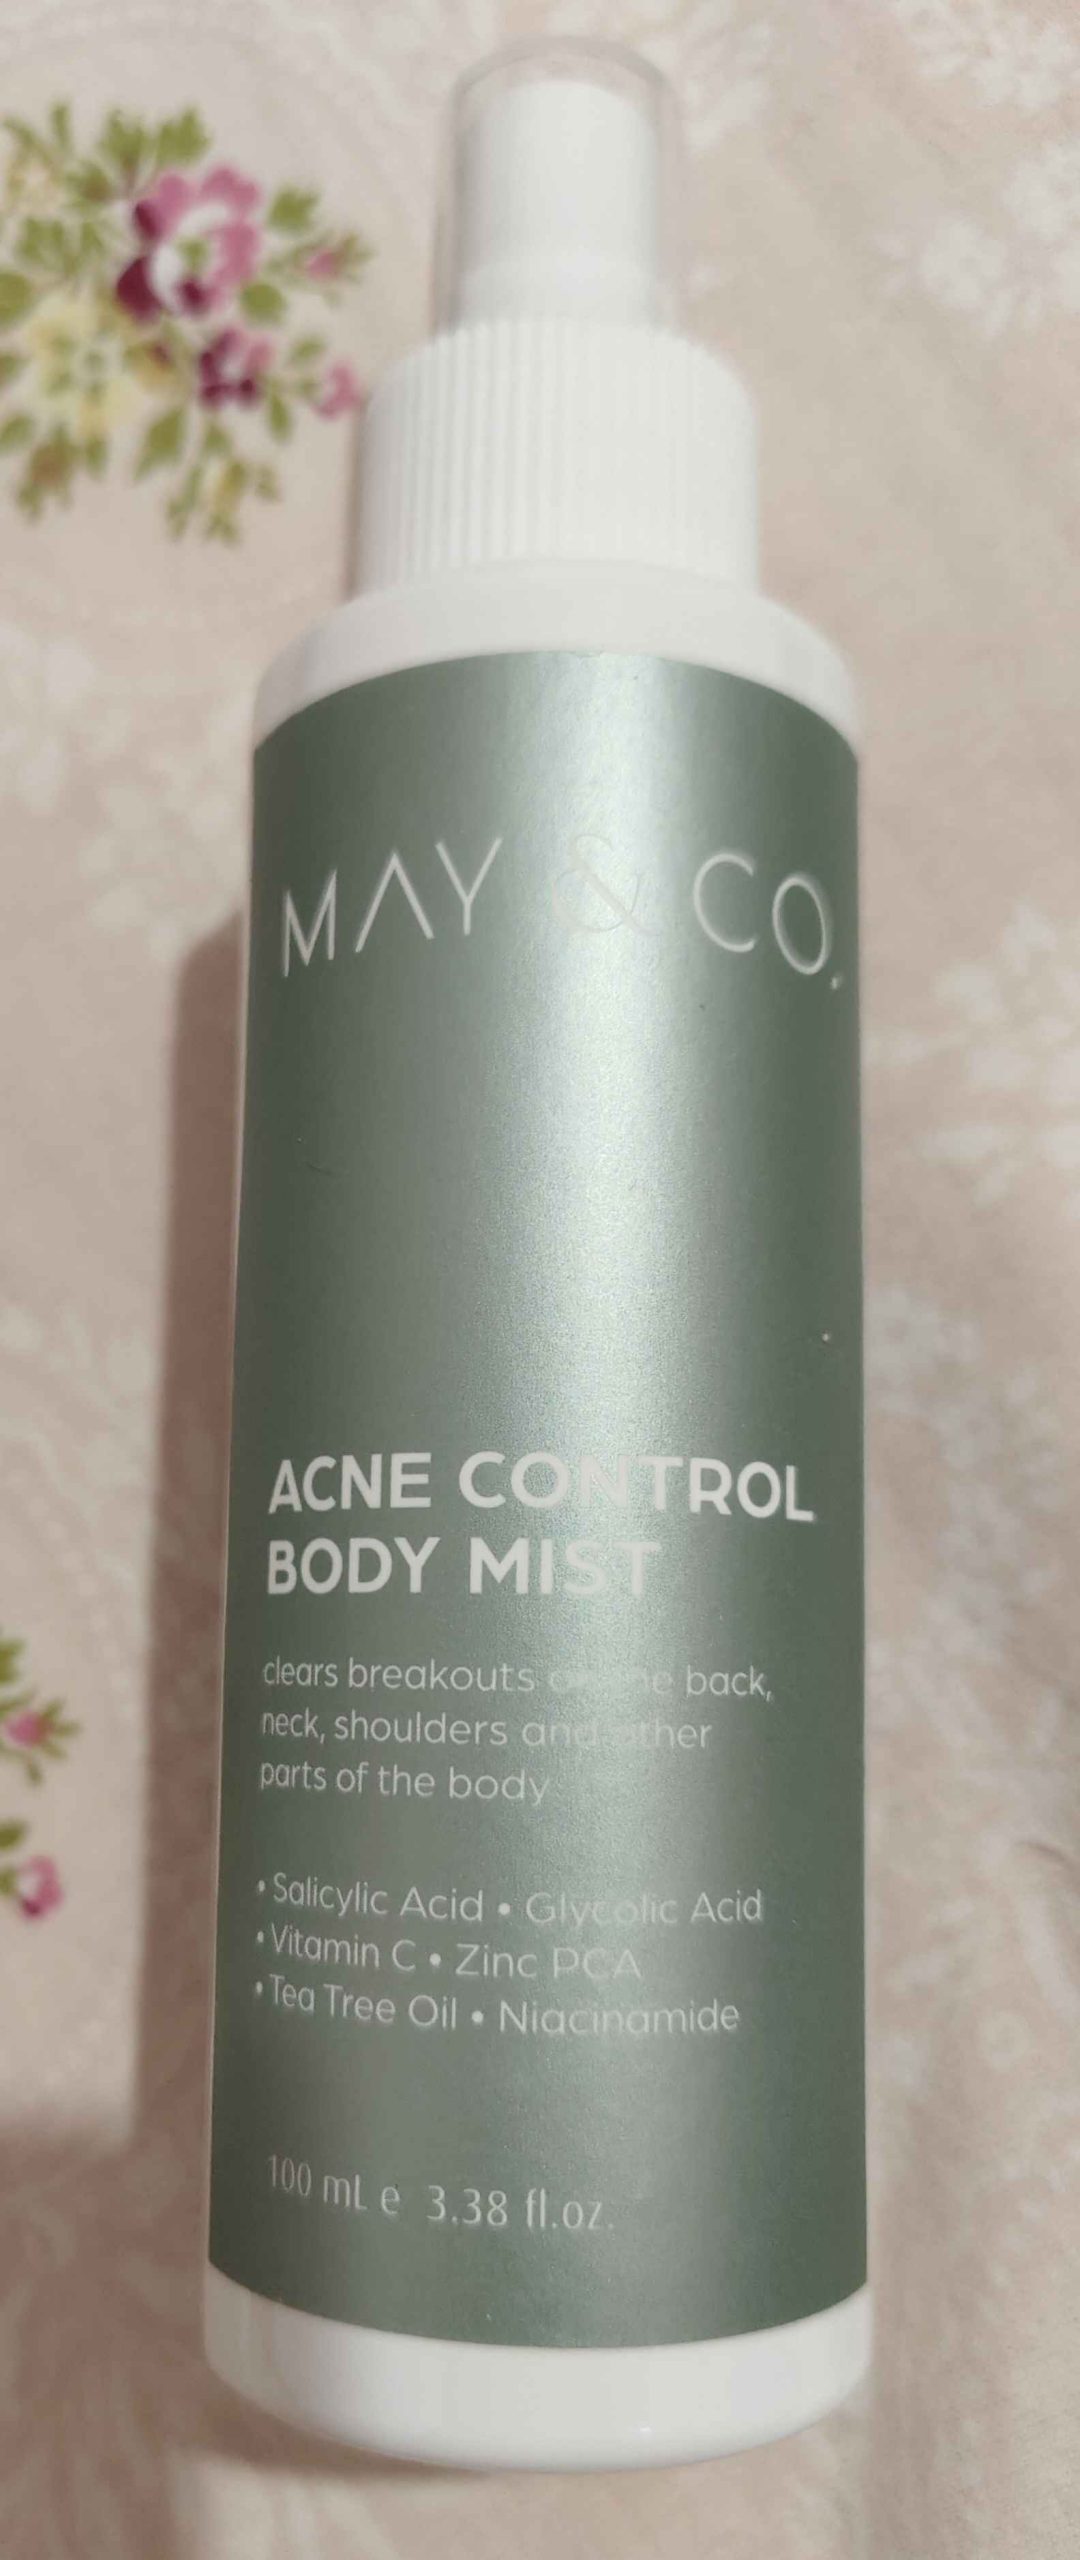 MAY & CO.
ACNE CONTROL
BODY MIST
clears breakouts on the back,
neck, shoulders and other
parts of the body
• Salicylic Acid • Glycolic Acid
• Vitamin C • Zinc PCA
• Tea Tree Oil • Niacinamide
100 mL e 3.38 fl.oz.